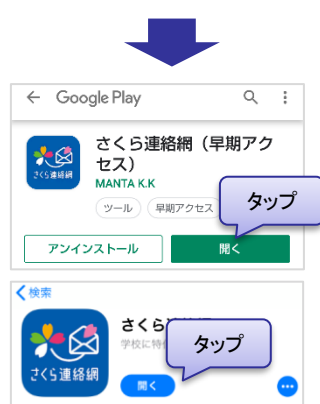 Google Play
さくら連絡網（早期アク
セス）
MANTA K.K
さくら連絡網
ツール 早期アクセス
タップ
アンインストール 開く
検索
さくら
学校に特
タップ
さくら連絡網
開く